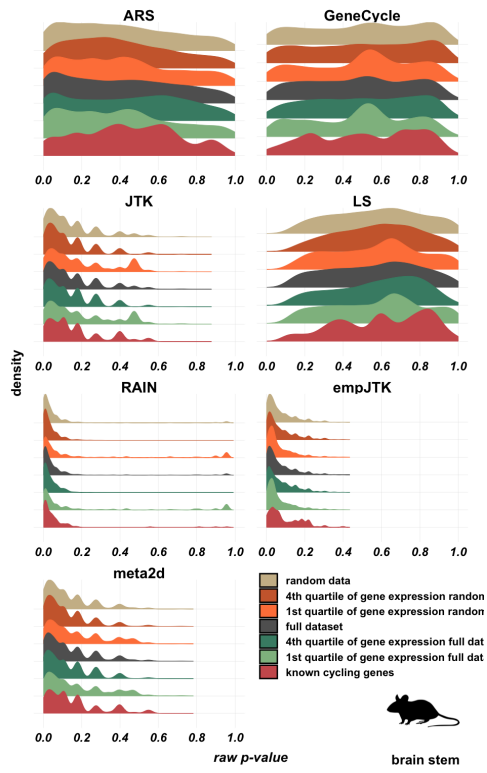 ARS GeneCycle
0.0 0.2 0.4 0.6 0.8 1.0 0.0 0.2 0.4 0.6 0.8 1.0
JTK LS
0.0 0.2 0.4 0.6 0.8 1.0 0.0 0.2 0.4 0.6 0.8 1.0
density
RAIN empJTK
0.0 0.2 0.4 0.6 0.8 1.0 0.0 0.2 0.4 0.6 0.8 1.0
meta2d
random data
4th quartile of gene expression random
1st quartile of gene expression random
full dataset
4th quartile of gene expression full dat
1st quartile of gene expression full dat
known cycling genes
0.0 0.2 0.4 0.6 0.8 1.0
raw p-value
brain stem